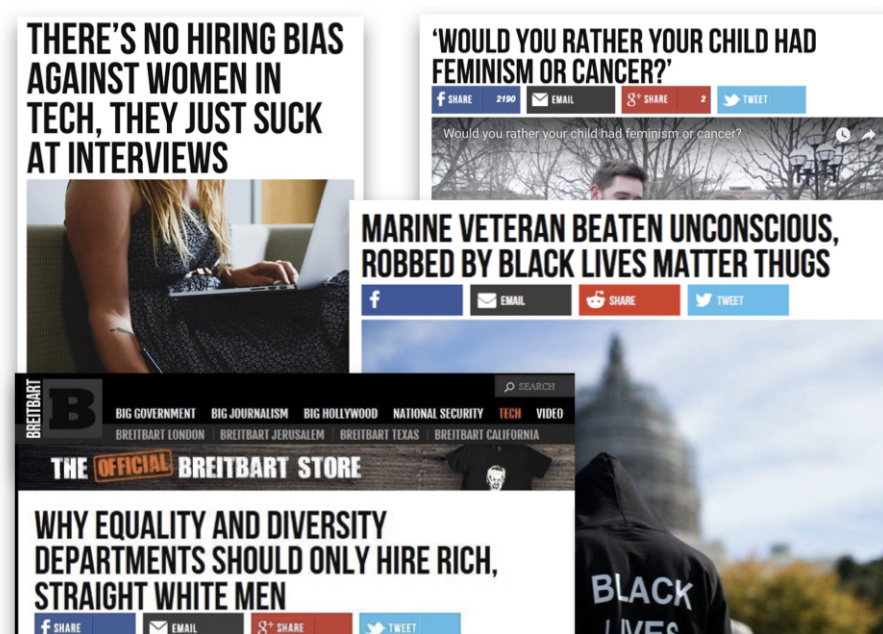 THERE'S NO HIRING BIAS
AGAINST WOMEN IN
TECH, THEY JUST SUCK
AT INTERVIEWS
'WOULD YOU RATHER YOUR CHILD HAD
FEMINISM OR CANCER?'
f SHARE 2190 EMAIL g+ SHARE 2 TWEET
Would you rather your child had feminism or cancer?
MARINE VETERAN BEATEN UNCONSCIOUS,
ROBBED BY BLACK LIVES MATTER THUGS
f EMAIL SHARE TWEET
BLACK
LIVES
BREITBART
B
SEARCH
BIG GOVERNMENT BIG JOURNALISM BIG HOLLYWOOD NATIONAL SECURITY TECH VIDEO
BREITBART LONDON BREITBART JERUSALEM BREITBART TEXAS BREITBART CALIFORNIA
THE OFFICIAL BREITBART STORE
WHY EQUALITY AND DIVERSITY
DEPARTMENTS SHOULD ONLY HIRE RICH,
STRAIGHT WHITE MEN
f SHARE EMAIL g+ SHARE TWEET